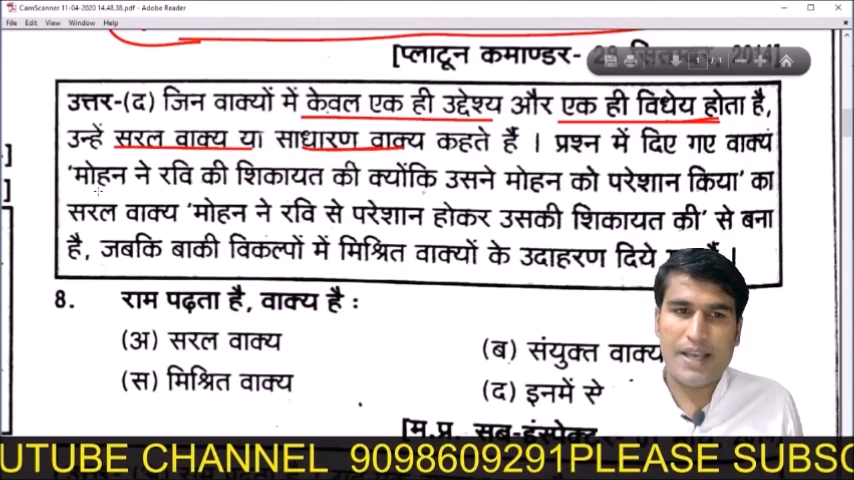 CamScanner 11-04-2020 14.48.38.pdf - Adobe Reader
File Edit View Window Help
[प्लाटून कमाण्डर- 2
उत्तर-(द) जिन वाक्यों में केवल एक ही उद्देश्य और एक ही विधेय होता है,
उन्हें सरल वाक्य या साधारण वाक्य कहते हैं । प्रश्न में दिए गए वाक्य
'मोहन ने रवि की शिकायत की क्योंकि उसने मोहन को परेशान किया' का
सरल वाक्य 'मोहन ने रवि से परेशान होकर उसकी शिकायत की' से बना
है, जबकि बाकी विकल्पों में मिश्रित वाक्यों के उदाहरण दिये
8. राम पढ़ता है, वाक्य है :
(अ) सरल वाक्य (ब) संयुक्त वाक्य
(स) मिश्रित वाक्य (द) इनमें से
[म.प्र. सब-इंस्पेक्ट
UTUBE CHANNEL 9098609291PLEASE SUBSC